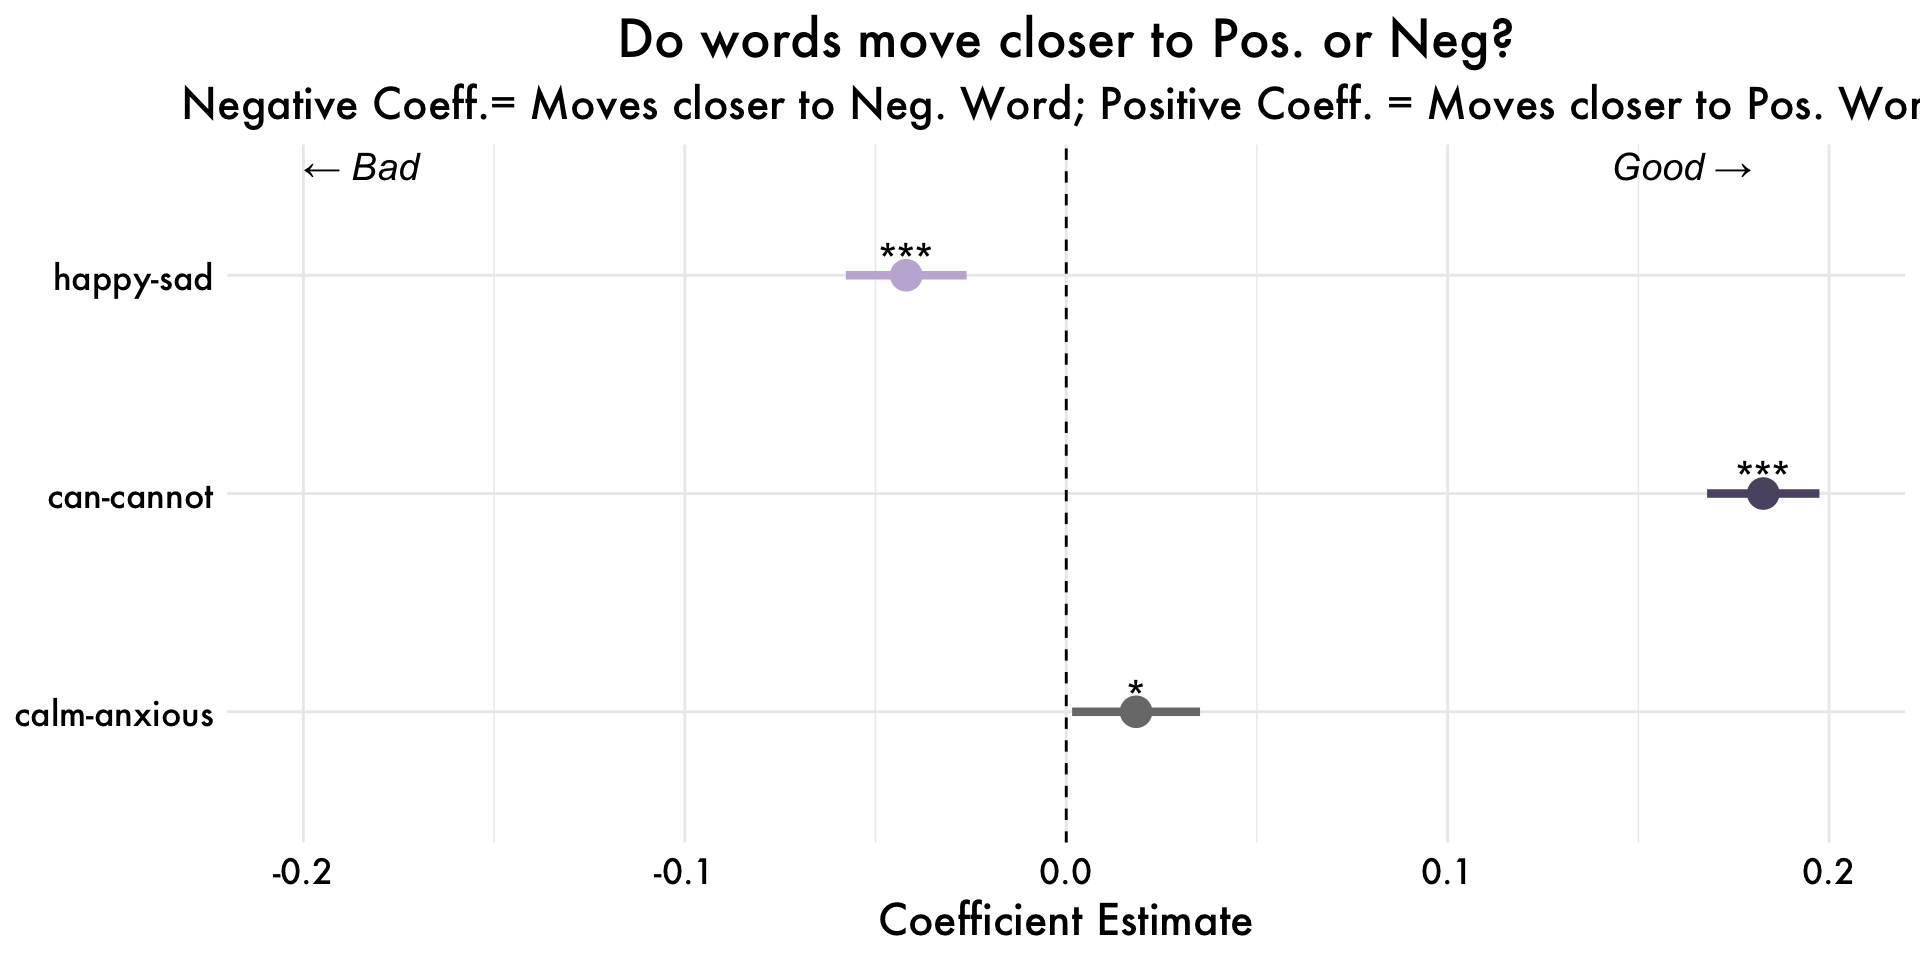 Do words move closer to Pos. or Neg?
Negative Coeff.= Moves closer to Neg. Word; Positive Coeff. = Moves closer to Pos. Wor
← Bad
Good →
***
happy-sad
***
can-cannot
*
calm-anxious
-0.2
-0.1
0.0
0.1
0.2
Coefficient Estimate